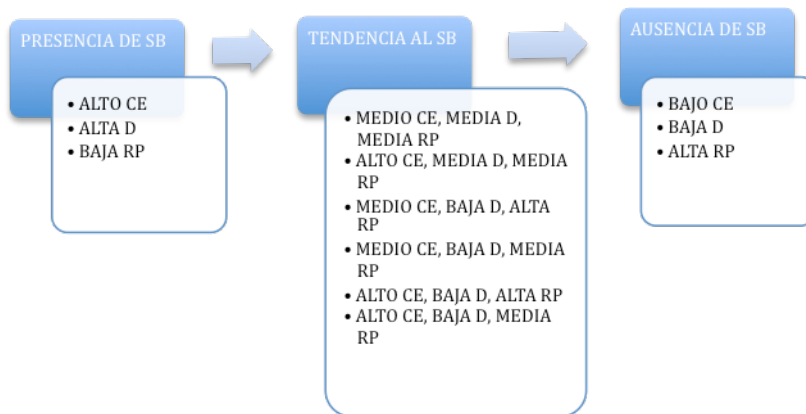 PRESENCIA DE SB
• ALTO CE
• ALTA D
• BAJA RP
TENDENCIA AL SB
• MEDIO CE, MEDIA D,
MEDIA RP
• ALTO CE, MEDIA D, MEDIA
RP
• MEDIO CE, BAJA D, ALTA
RP
• MEDIO CE, BAJA D, MEDIA
RP
• ALTO CE, BAJA D, ALTA RP
• ALTO CE, BAJA D, MEDIA
RP
AUSENCIA DE SB
• BAJO CE
• BAJA D
• ALTA RP